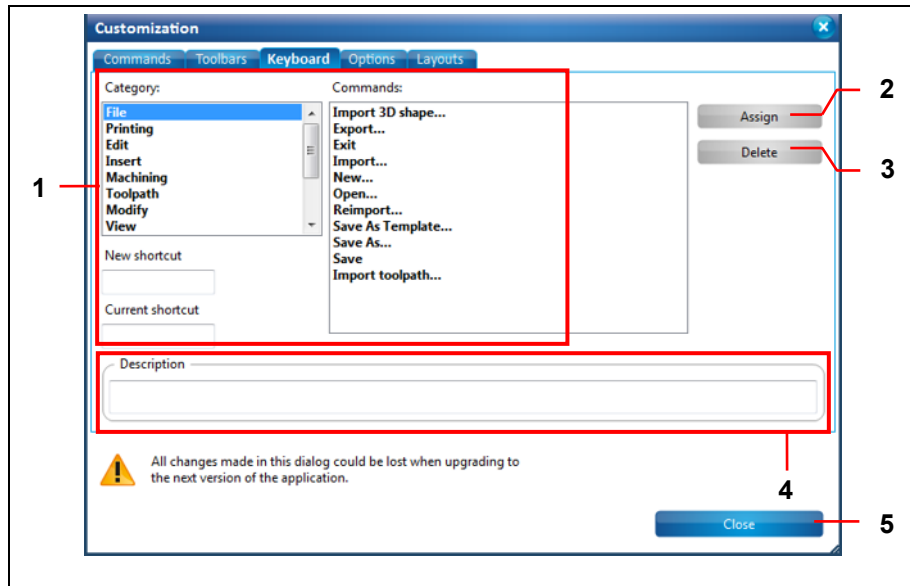 Customization
Commands Toolbars Keyboard Options Layouts
Category:
File
Printing
Edit
Insert
Machining
Toolpath
Modify
View
New shortcut
Current shortcut
Commands:
Import 3D shape...
Export...
Exit
Import...
New...
Open...
Reimport...
Save As Template...
Save As...
Save
Import toolpath...
Assign
Delete
Description
All changes made in this dialog could be lost when upgrading to
the next version of the application.
Close
1
2
3
4
5